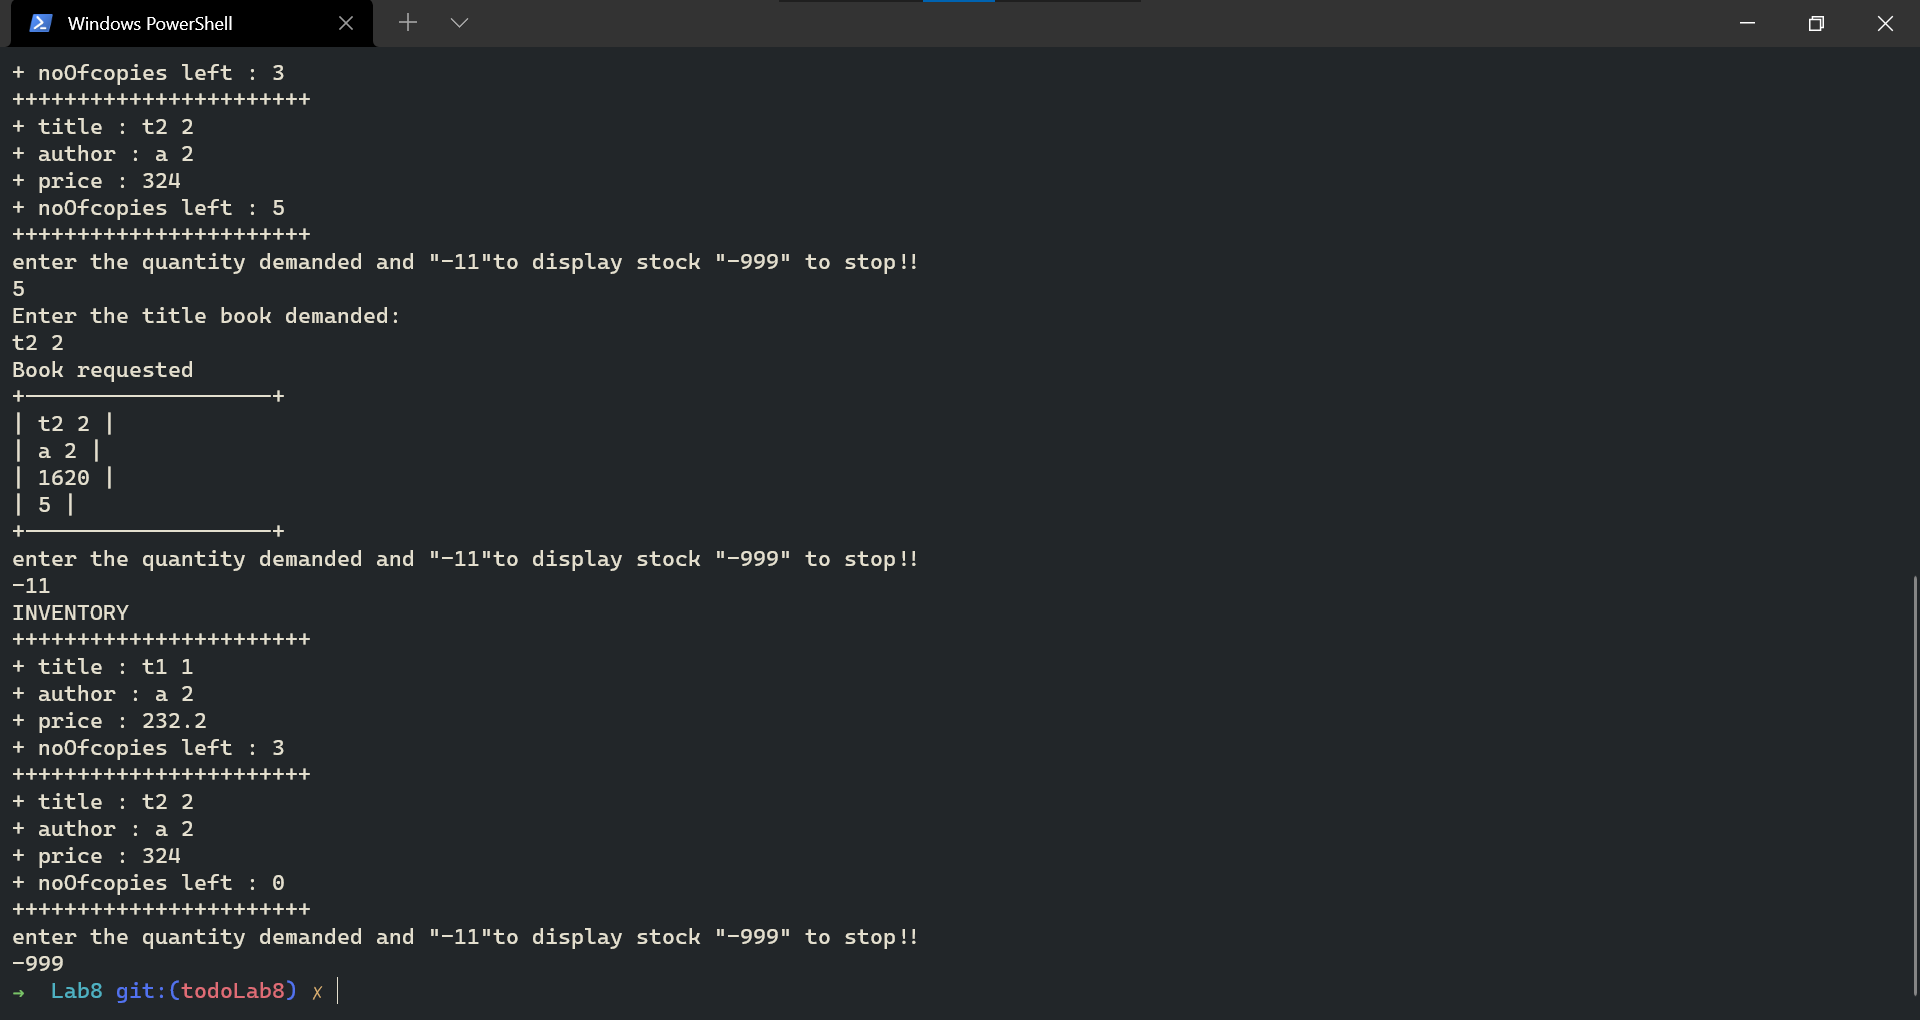 Windows PowerShell
+ noOfcopies left : 3
+++++++++++++++++++++++
+ title : t2 2
+ author : a 2
+ price : 324
+ noOfcopies left : 5
+++++++++++++++++++++++
enter the quantity demanded and "-11"to display stock "-999" to stop!!
5
Enter the title book demanded:
t2 2
Book requested
+-------------------+
| t2 2 |
| a 2 |
| 1620 |
| 5 |
+-------------------+
enter the quantity demanded and "-11"to display stock "-999" to stop!!
-11
INVENTORY
+++++++++++++++++++++++
+ title : t1 1
+ author : a 2
+ price : 232.2
+ noOfcopies left : 3
+++++++++++++++++++++++
+ title : t2 2
+ author : a 2
+ price : 324
+ noOfcopies left : 0
+++++++++++++++++++++++
enter the quantity demanded and "-11"to display stock "-999" to stop!!
-999
→ Lab8 git:(todoLab8) ✗